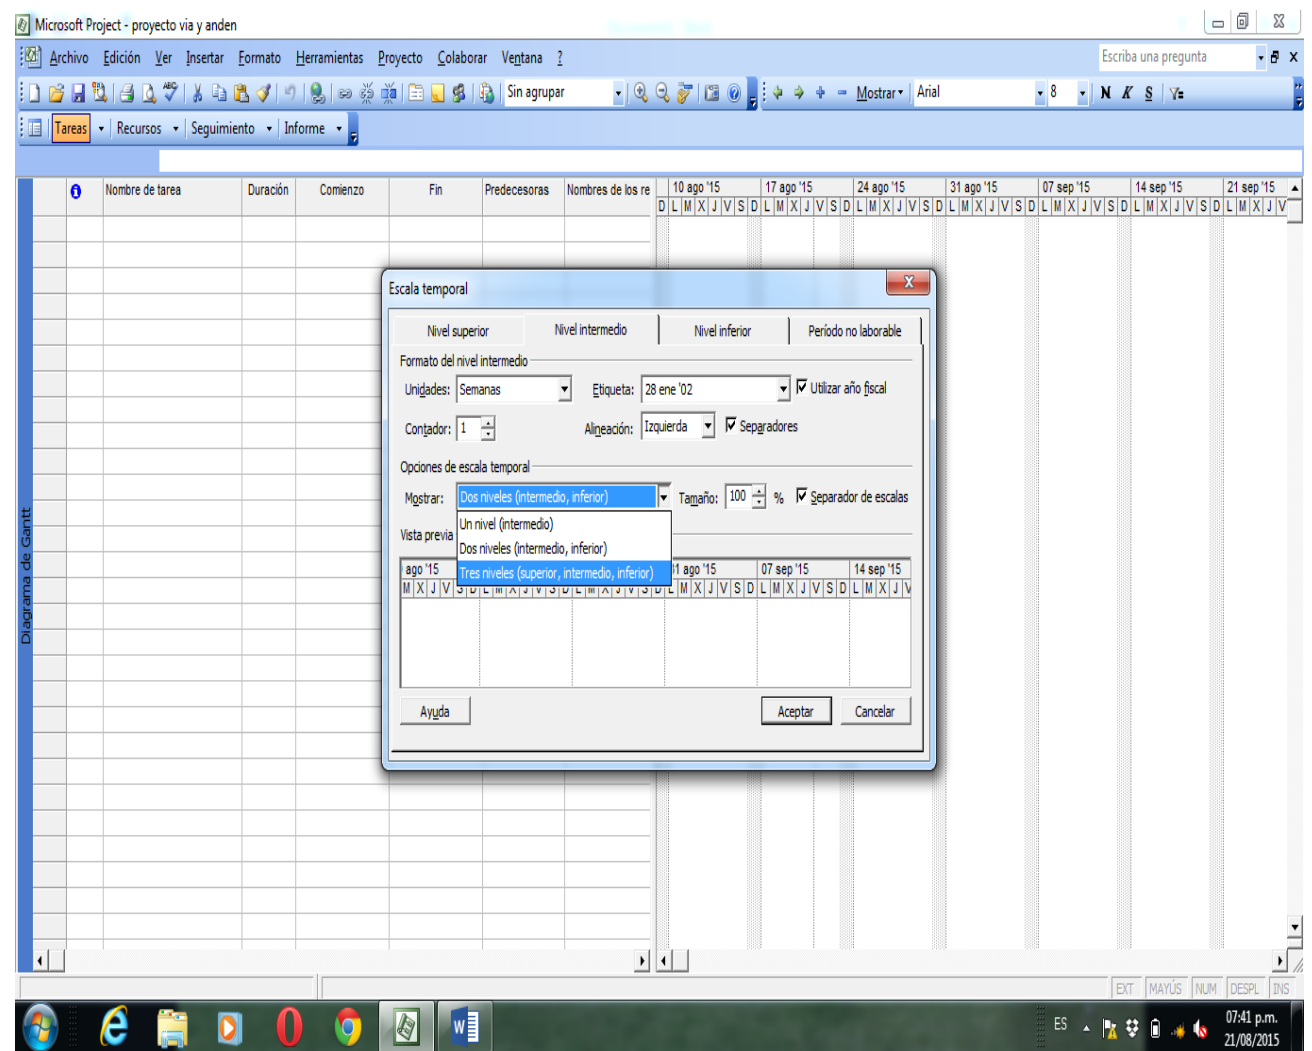 Microsoft Project - proyecto via y anden
Archivo Edición Ver Insertar Formato Herramientas Proyecto Colaborar Ventana ?
Escriba una pregunta
Sin agrupar Mostrar Arial 8 N K S
Tareas Recursos Seguimiento Informe
Nombre de tarea Duración Comienzo Fin Predecesoras Nombres de los re
10 ago '15 17 ago '15 24 ago '15 31 ago '15 07 sep '15 14 sep '15 21 sep '15
D L M X J V S D L M X J V S D L M X J V S D L M X J V S D L M X J V S D L M X J V S D L M X J V
Escala temporal
Nivel superior Nivel intermedio Nivel inferior Período no laborable
Formato del nivel intermedio
Unidades: Semanas Etiqueta: 28 ene '02 Utilizar año fiscal
Contador: 1 Alineación: Izquierda Separadores
Opciones de escala temporal
Mostrar: Dos niveles (intermedio, inferior) Tamaño: 100 % Separador de escalas
Un nivel (intermedio)
Vista previa
Dos niveles (intermedio, inferior)
Tres niveles (superior, intermedio, inferior)
ago '15 31 ago '15 07 sep '15 14 sep '15
M X J V S D L M X J V S D L M X J V S D L M X J V S D L M X J V S D L M X J V
Ayuda Aceptar Cancelar
Diagrama de Gantt
EXT MAYÚS NUM DESPL INS
ES 07:41 p.m.
21/08/2015